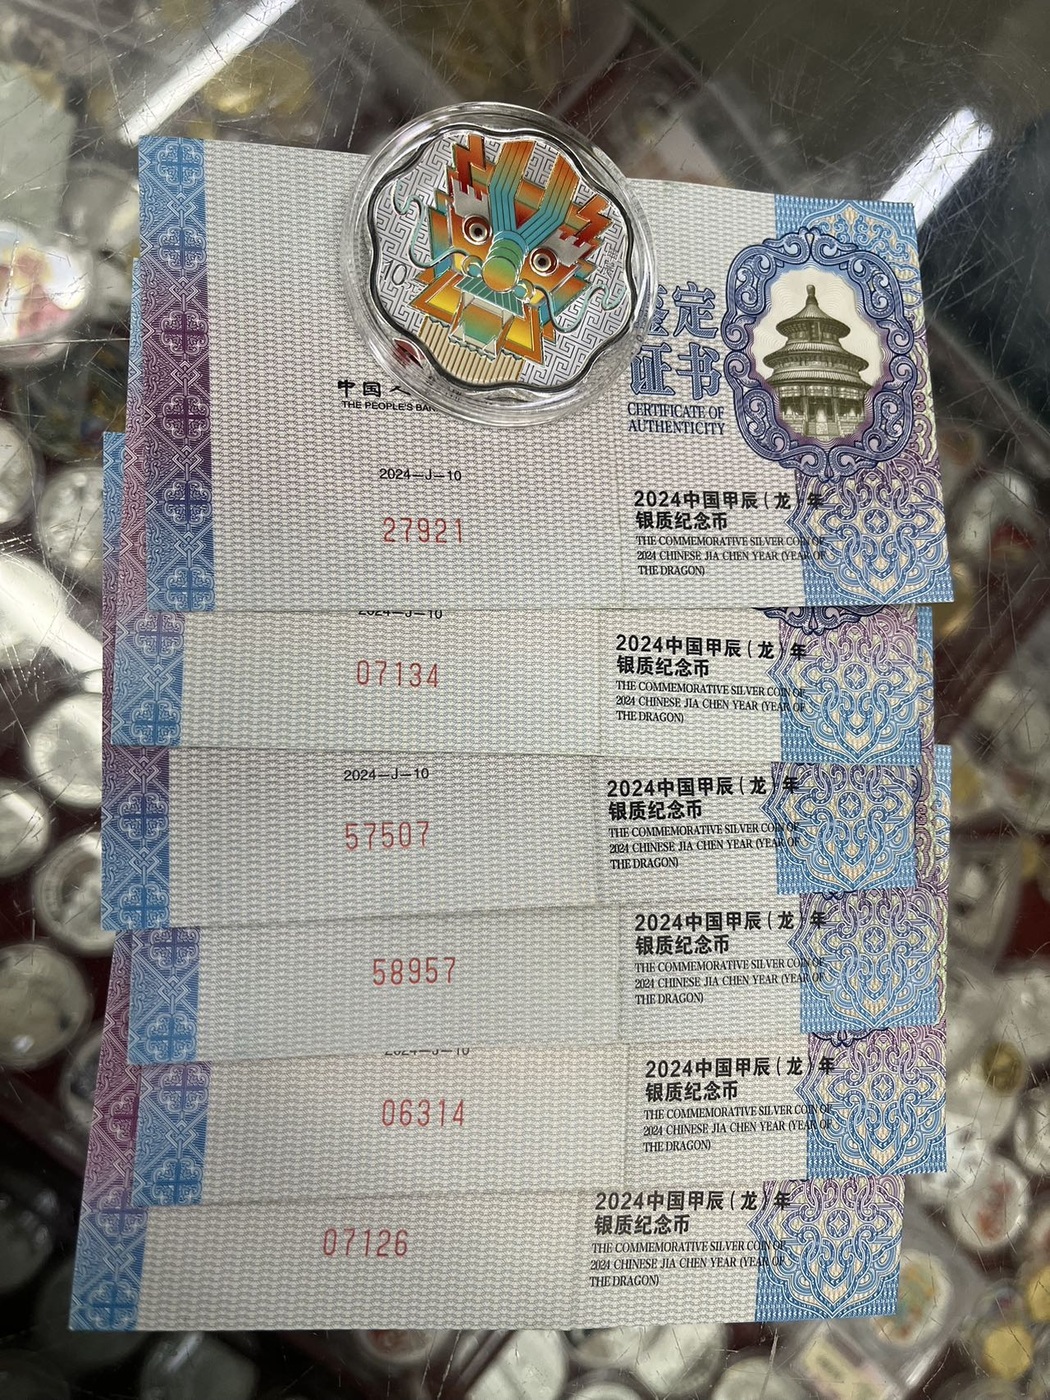 10
鉴定
证书
CERTIFICATE OF
AUTHENTICITY
中国人
THE PEOPLE'S
2024—J—10
27921
2024中国甲辰（龙）年
银质纪念币
THE COMMEMORATIVE SILVER COIN OF
2024 CHINESE JIA CHEN YEAR (YEAR OF
THE DRAGON)
2024—J—10
07134
2024中国甲辰（龙）年
银质纪念币
THE COMMEMORATIVE SILVER COIN OF
2024 CHINESE JIA CHEN YEAR (YEAR OF
THE DRAGON)
2024—J—10
57507
2024中国甲辰（龙）年
银质纪念币
THE COMMEMORATIVE SILVER COIN OF
2024 CHINESE JIA CHEN YEAR (YEAR OF
THE DRAGON)
58957
2024中国甲辰（龙）年
银质纪念币
THE COMMEMORATIVE SILVER COIN OF
2024 CHINESE JIA CHEN YEAR (YEAR OF
THE DRAGON)
2024—J—10
06314
2024中国甲辰（龙）年
银质纪念币
THE COMMEMORATIVE SILVER COIN OF
2024 CHINESE JIA CHEN YEAR (YEAR OF
THE DRAGON)
07126
2024中国甲辰（龙）年
银质纪念币
THE COMMEMORATIVE SILVER COIN OF
2024 CHINESE JIA CHEN YEAR (YEAR OF
THE DRAGON)